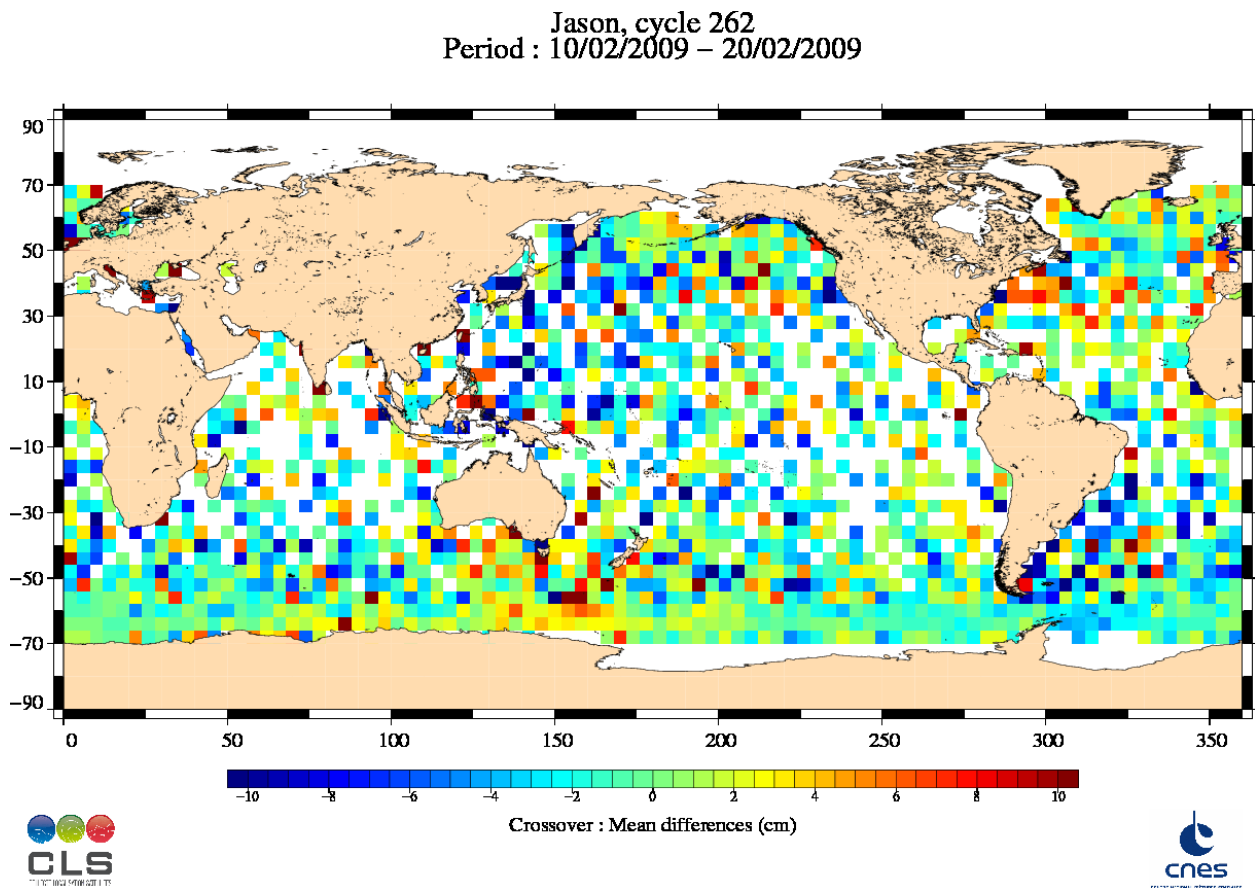 Jason, cycle 262
Period : 10/02/2009 − 20/02/2009
90
70
50
30
10
−10
−30
−50
−70
−90
0 50 100 150 200 250 300 350
−10 −8 −6 −4 −2 0 2 4 6 8 10
Crossover : Mean differences (cm)
CLS
cnes